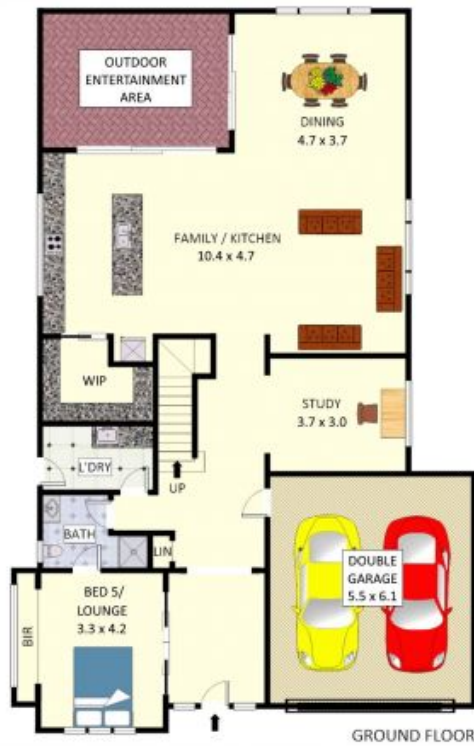 OUTDOOR
ENTERTAINMENT
AREA
DINING
4.7 x 3.7
FAMILY / KITCHEN
10.4 x 4.7
WIP
STUDY
3.7 x 3.0
L'DRY
UP
BATH
LIN
DOUBLE
GARAGE
5.5 x 6.1
BED 5/
LOUNGE
3.3 x 4.2
BIR
GROUND FLOOR